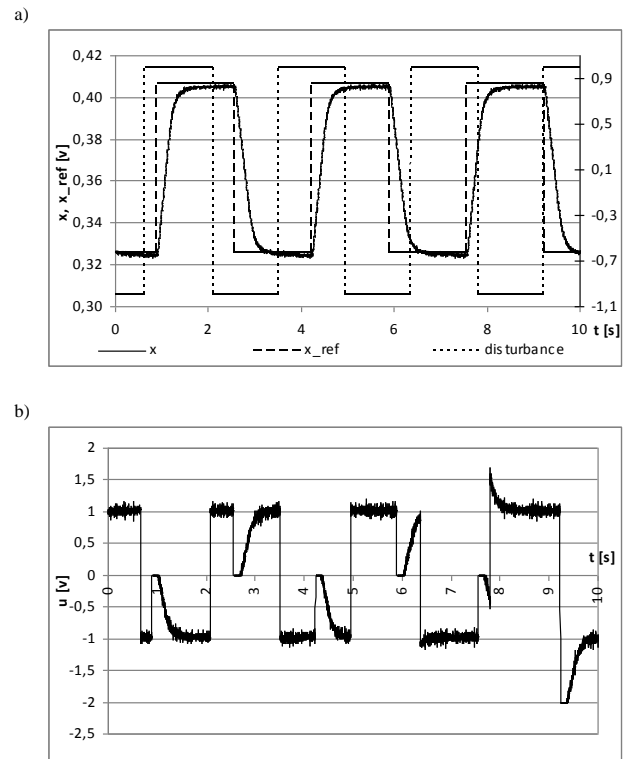 a)
0,42
0,40
0,38
0,36
0,34
0,32
0,30
x, x_ref [v]
0,9
0,5
0,1
-0,3
-0,7
-1,1
0 2 4 6 8 10
t [s]
x x_ref disturbance
b)
2
1,5
1
0,5
0
-0,5
-1
-1,5
-2
-2,5
u [v]
t [s]
0 1 2 3 4 5 6 7 8 9 10